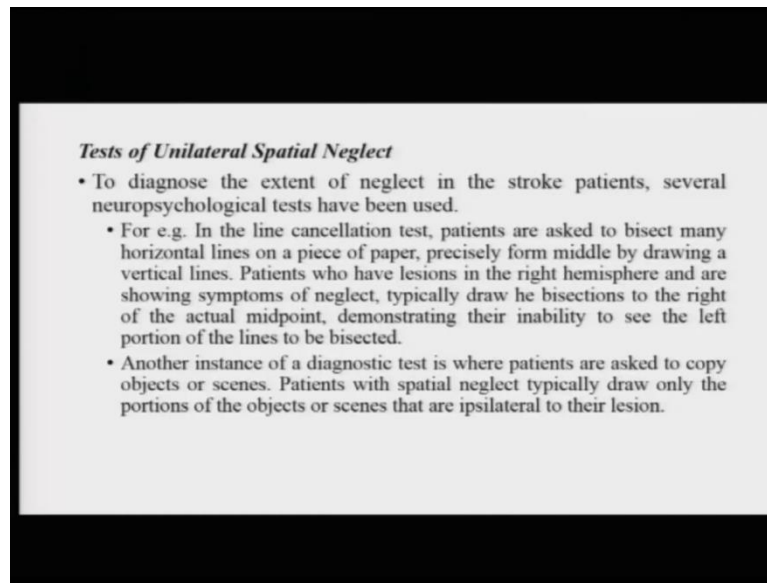 Tests of Unilateral Spatial Neglect
• To diagnose the extent of neglect in the stroke patients, several
neuropsychological tests have been used.
• For e.g. In the line cancellation test, patients are asked to bisect many
horizontal lines on a piece of paper, precisely form middle by drawing a
vertical lines. Patients who have lesions in the right hemisphere and are
showing symptoms of neglect, typically draw he bisections to the right
of the actual midpoint, demonstrating their inability to see the left
portion of the lines to be bisected.
• Another instance of a diagnostic test is where patients are asked to copy
objects or scenes. Patients with spatial neglect typically draw only the
portions of the objects or scenes that are ipsilateral to their lesion.